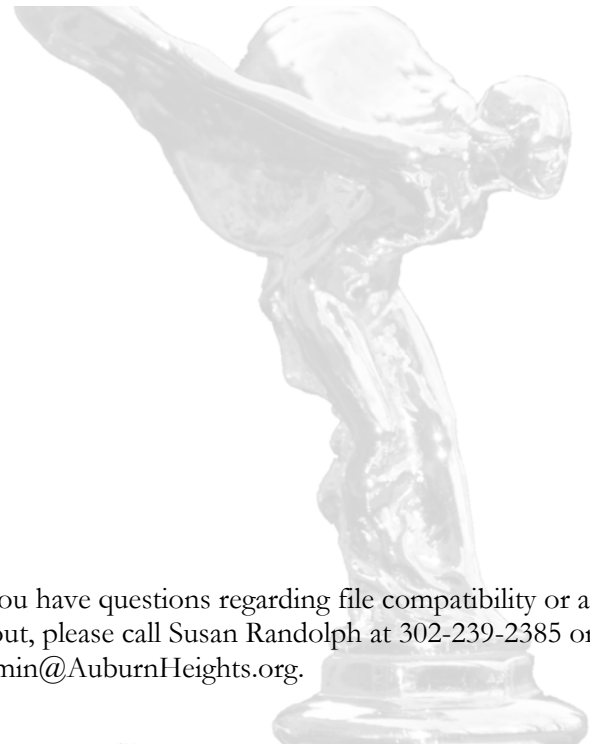 ou have questions regarding file compatibility or a
out, please call Susan Randolph at 302-239-2385 or
min@AuburnHeights.org.